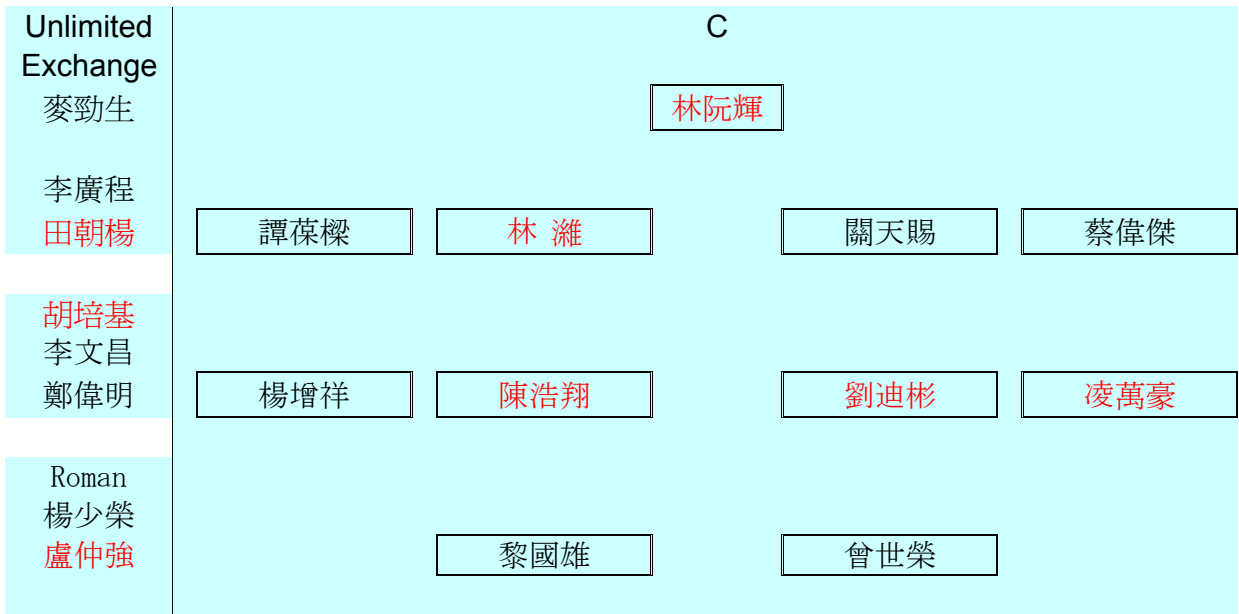 Unlimited Exchange C
麥勁生 林阮輝
李廣程
田朝楊 譚葆樑 林 濰 關天賜 蔡偉傑
胡培基
李文昌
鄭偉明 楊增祥 陳浩翔 劉迪彬 凌萬豪
Roman
楊少榮
盧仲強 黎國雄 曾世榮